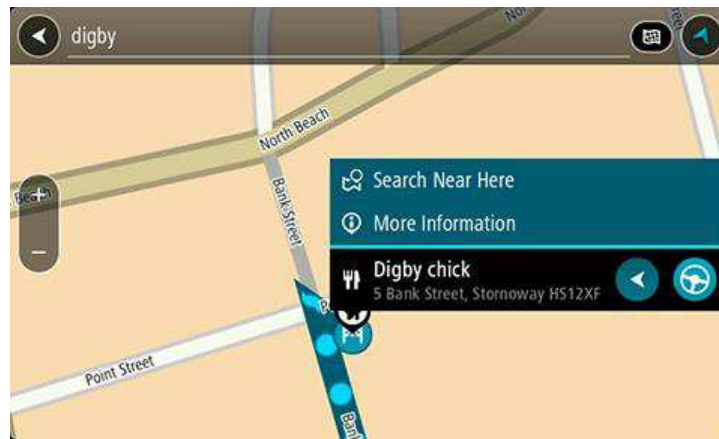 digby
North Beach
Bank Street
Search Near Here
More Information
Digby chick
5 Bank Street, Stornoway HS12XF
Point Street